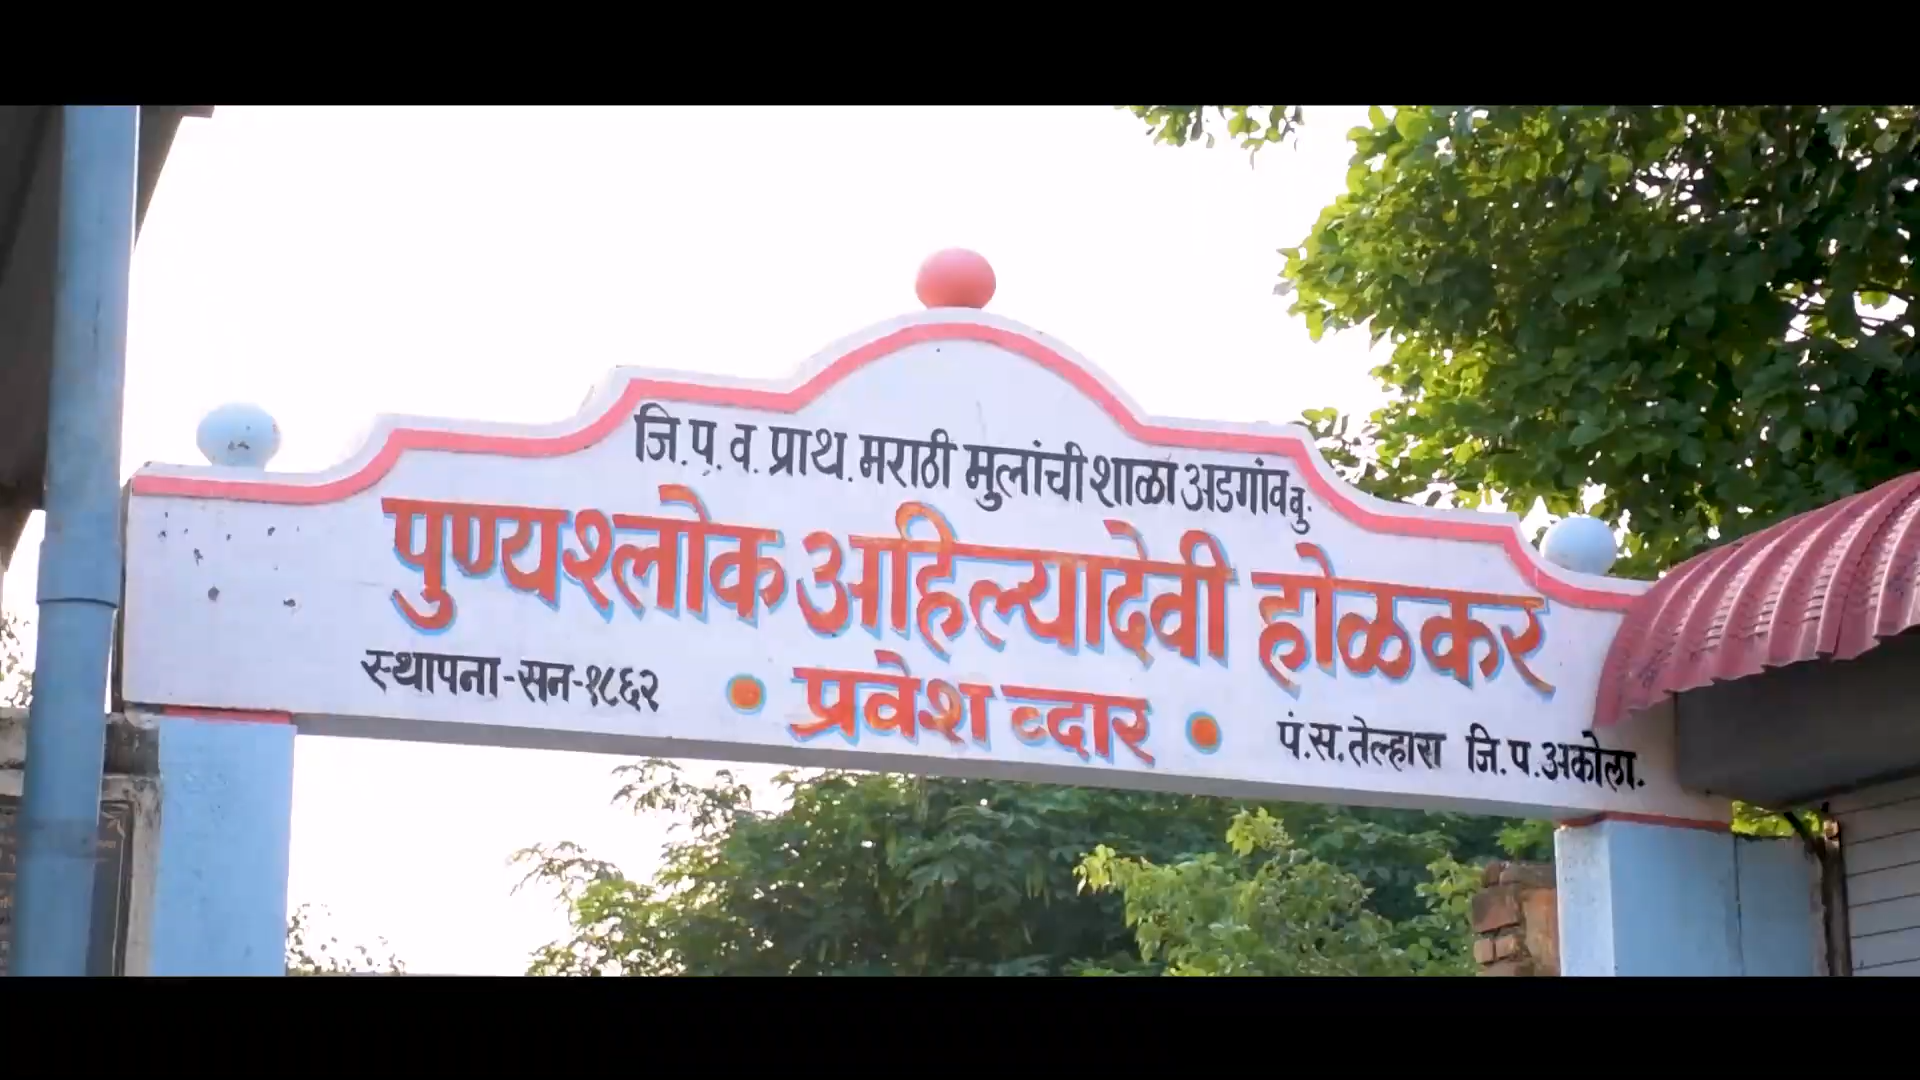 जि.प.व.प्राथ.मराठी मुलांची शाळा अडगांव बु.
पुण्यश्लोक अहिल्यादेवी होळकर
स्थापना-सन-१८६२
• प्रवेश व्दार •
पं.स.तेल्हारा जि.प.अकोला.